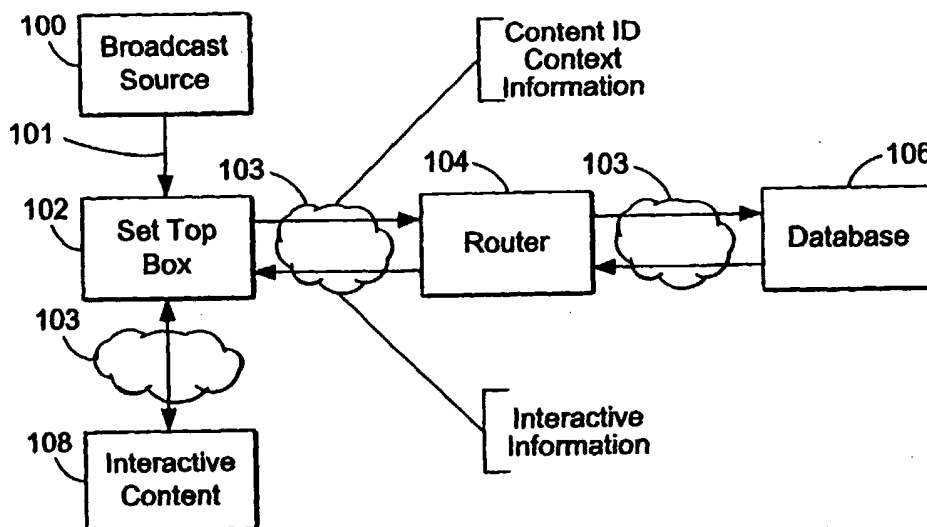 100
Broadcast
Source
Content ID
Context
Information
101
103
104
103
106
102
Set Top
Box
Router
Database
103
Interactive
Information
108
Interactive
Content